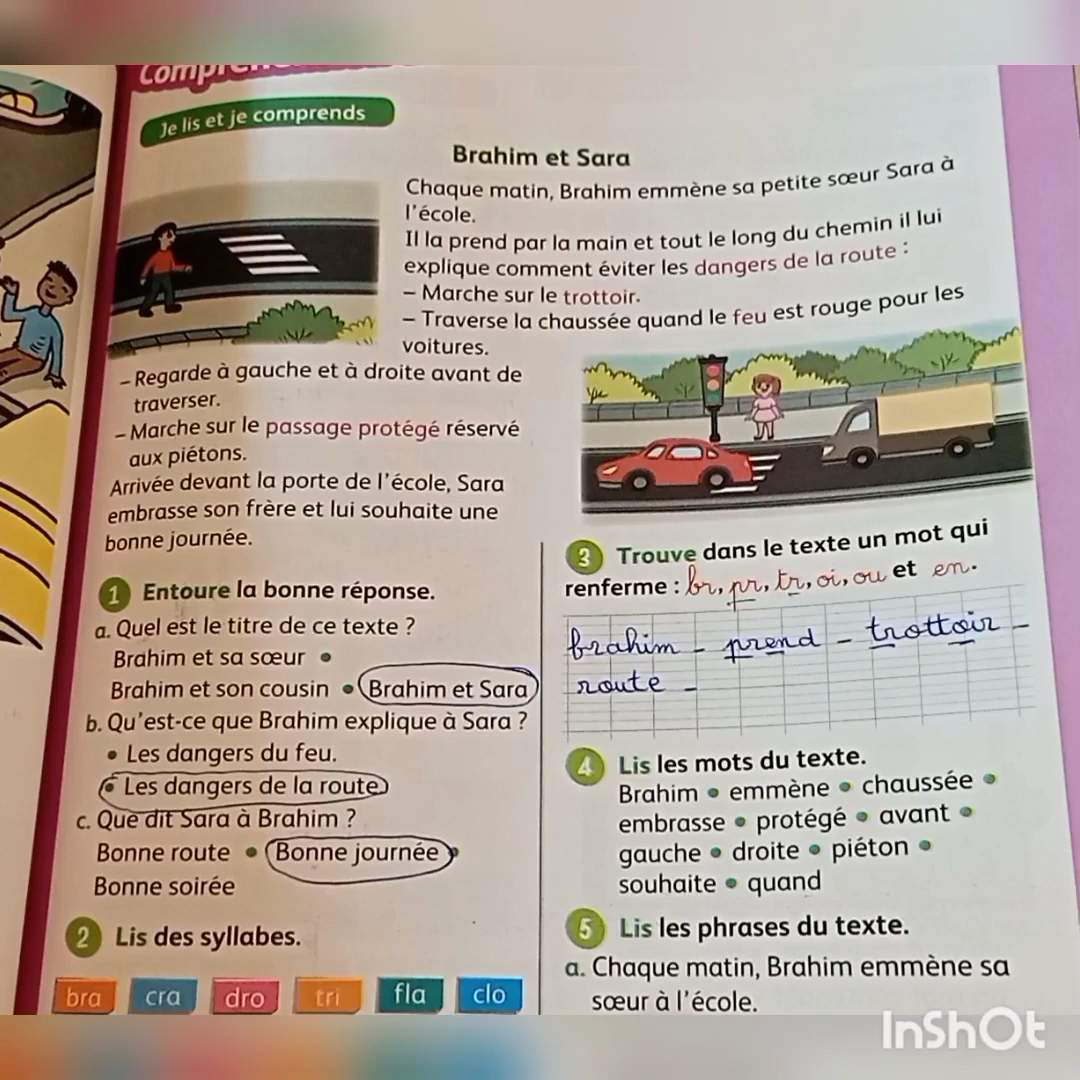 Je lis et je comprends
Brahim et Sara
Chaque matin, Brahim emmène sa petite sœur Sara à
l'école.
Il la prend par la main et tout le long du chemin il lui
explique comment éviter les dangers de la route :
– Marche sur le trottoir.
– Traverse la chaussée quand le feu est rouge pour les
voitures.
– Regarde à gauche et à droite avant de
traverser.
– Marche sur le passage protégé réservé
aux piétons.
Arrivée devant la porte de l'école, Sara
embrasse son frère et lui souhaite une
bonne journée.
1 Entoure la bonne réponse.
a. Quel est le titre de ce texte ?
Brahim et sa sœur •
Brahim et son cousin • Brahim et Sara
b. Qu'est-ce que Brahim explique à Sara ?
• Les dangers du feu.
• Les dangers de la route
c. Que dit Sara à Brahim ?
Bonne route • Bonne journée •
Bonne soirée
2 Lis des syllabes.
bra cra dro tri fla clo
3 Trouve dans le texte un mot qui
renferme : br, pr, tr, oi, ou et en.
brahim - prend - trottoir -
route -
4 Lis les mots du texte.
Brahim • emmène • chaussée •
embrasse • protégé • avant •
gauche • droite • piéton •
souhaite • quand
5 Lis les phrases du texte.
a. Chaque matin, Brahim emmène sa
sœur à l'école.
InShOt